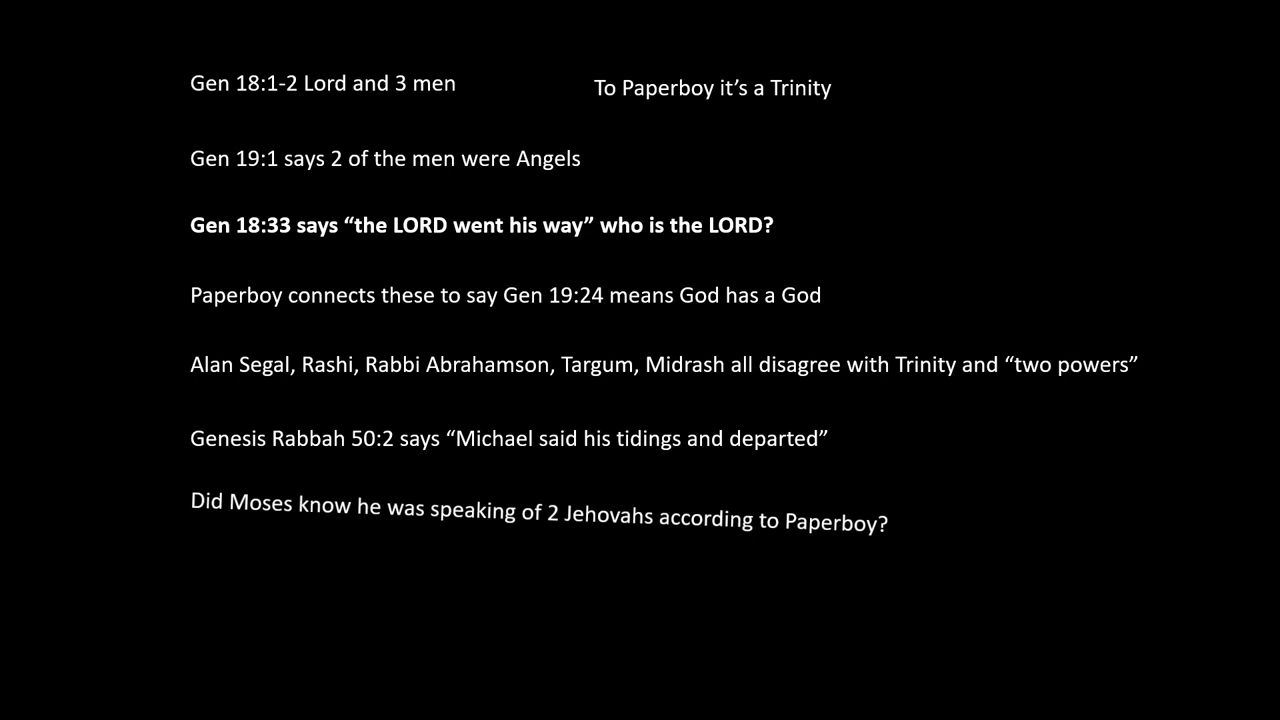 Gen 18:1-2 Lord and 3 men
To Paperboy it’s a Trinity
Gen 19:1 says 2 of the men were Angels
Gen 18:33 says “the LORD went his way” who is the LORD?
Paperboy connects these to say Gen 19:24 means God has a God
Alan Segal, Rashi, Rabbi Abrahamson, Targum, Midrash all disagree with Trinity and “two powers”
Genesis Rabbah 50:2 says “Michael said his tidings and departed”
Did Moses know he was speaking of 2 Jehovahs according to Paperboy?